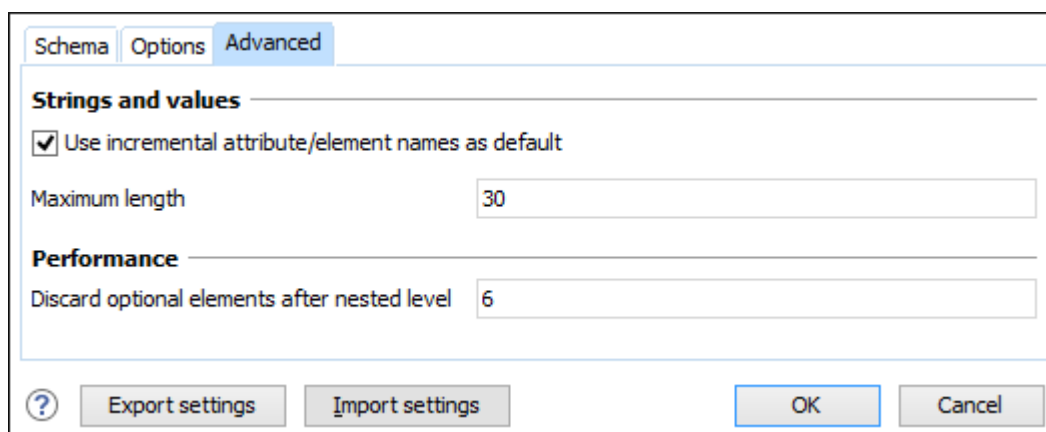 Schema Options Advanced
Strings and values
Use incremental attribute/element names as default
Maximum length 30
Performance
Discard optional elements after nested level 6
? Export settings Import settings OK Cancel